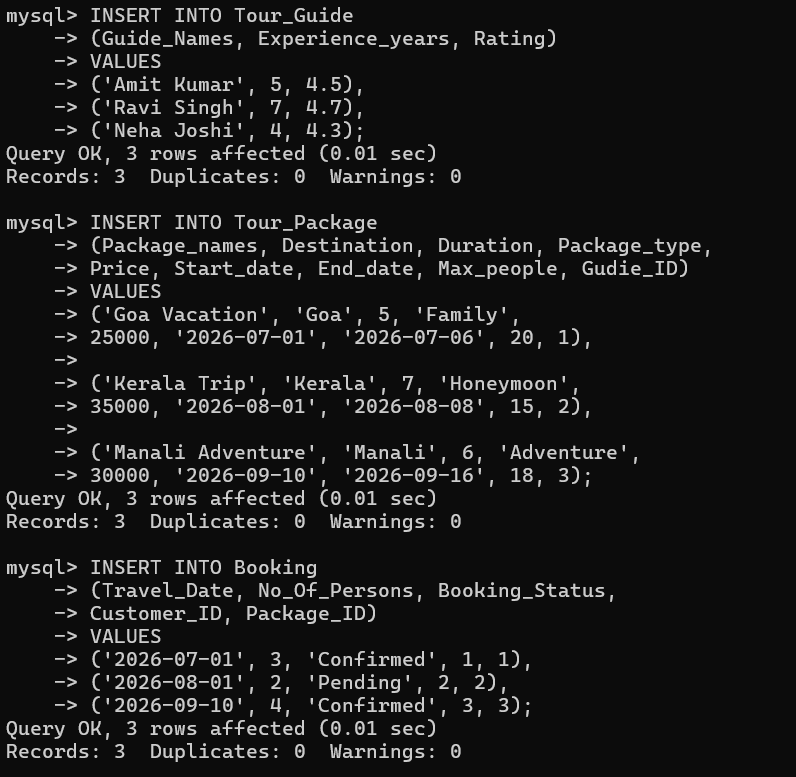 mysql> INSERT INTO Tour_Guide
    -> (Guide_Names, Experience_years, Rating)
    -> VALUES
    -> ('Amit Kumar', 5, 4.5),
    -> ('Ravi Singh', 7, 4.7),
    -> ('Neha Joshi', 4, 4.3);
Query OK, 3 rows affected (0.01 sec)
Records: 3  Duplicates: 0  Warnings: 0

mysql> INSERT INTO Tour_Package
    -> (Package_names, Destination, Duration, Package_type,
    -> Price, Start_date, End_date, Max_people, Gudie_ID)
    -> VALUES
    -> ('Goa Vacation', 'Goa', 5, 'Family',
    -> 25000, '2026-07-01', '2026-07-06', 20, 1),
    ->
    -> ('Kerala Trip', 'Kerala', 7, 'Honeymoon',
    -> 35000, '2026-08-01', '2026-08-08', 15, 2),
    ->
    -> ('Manali Adventure', 'Manali', 6, 'Adventure',
    -> 30000, '2026-09-10', '2026-09-16', 18, 3);
Query OK, 3 rows affected (0.01 sec)
Records: 3  Duplicates: 0  Warnings: 0

mysql> INSERT INTO Booking
    -> (Travel_Date, No_Of_Persons, Booking_Status,
    -> Customer_ID, Package_ID)
    -> VALUES
    -> ('2026-07-01', 3, 'Confirmed', 1, 1),
    -> ('2026-08-01', 2, 'Pending', 2, 2),
    -> ('2026-09-10', 4, 'Confirmed', 3, 3);
Query OK, 3 rows affected (0.01 sec)
Records: 3  Duplicates: 0  Warnings: 0